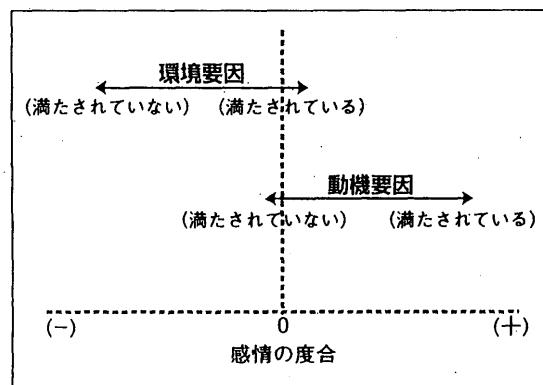 環境要因
(満たされていない) (満たされている)
動機要因
(満たされていない) (満たされている)
(-) 0 (+)
感情の度合